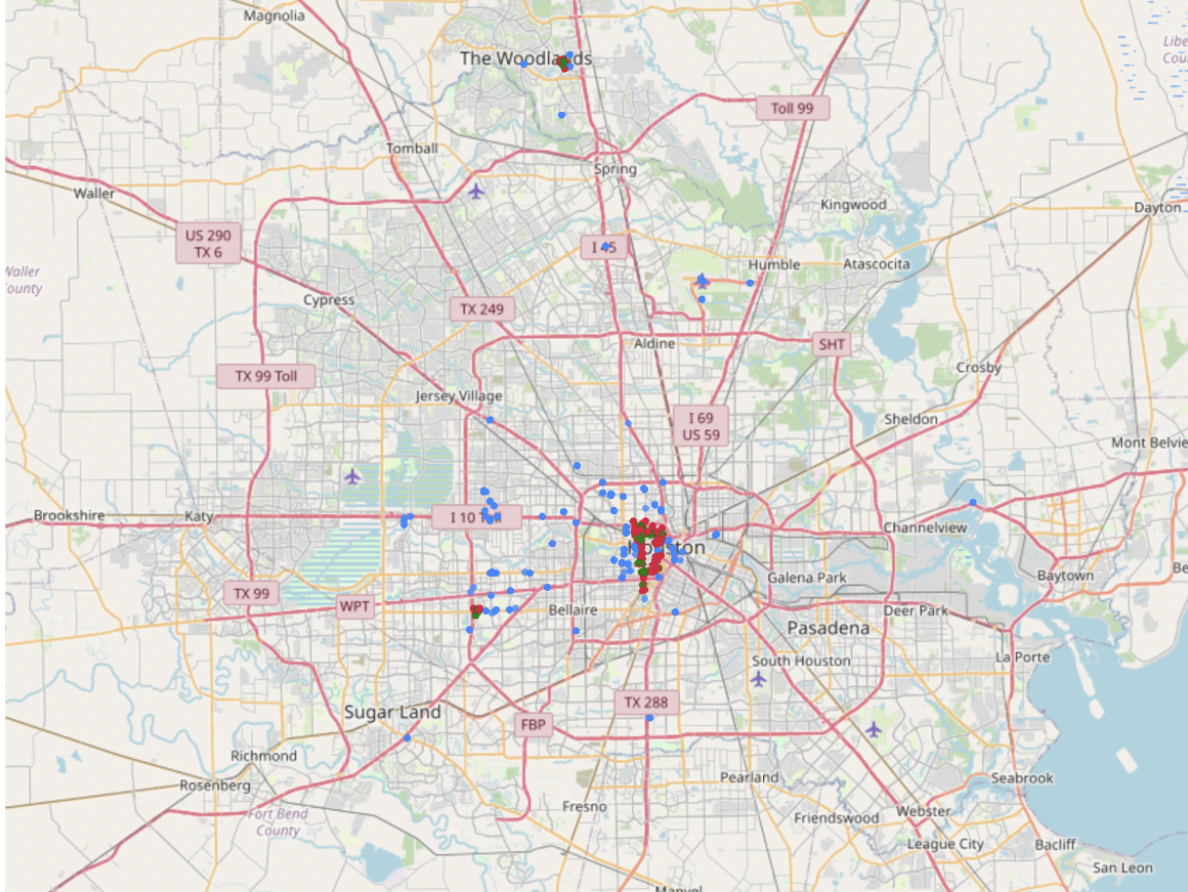 Magnolia
The Woodlands
Toll 99
Tomball
Spring
Waller
Kingwood
Dayton
US 290
TX 6
I 45
Humble
Atascocita
Waller
County
Cypress
TX 249
Aldine
SHT
Crosby
TX 99 Toll
Jersey Village
I 69
US 59
Sheldon
Mont Belvie
Brookshire
Katy
I 10 Toll
Channelview
Houston
Galena Park
Baytown
Be
TX 99
WPT
Bellaire
Deer Park
Pasadena
La Porte
South Houston
TX 288
Sugar Land
FBP
Richmond
Pearland
Seabrook
Rosenberg
Fresno
Fort Bend
County
Friendswood
Webster
League City
Bacliff
San Leon
Manvel